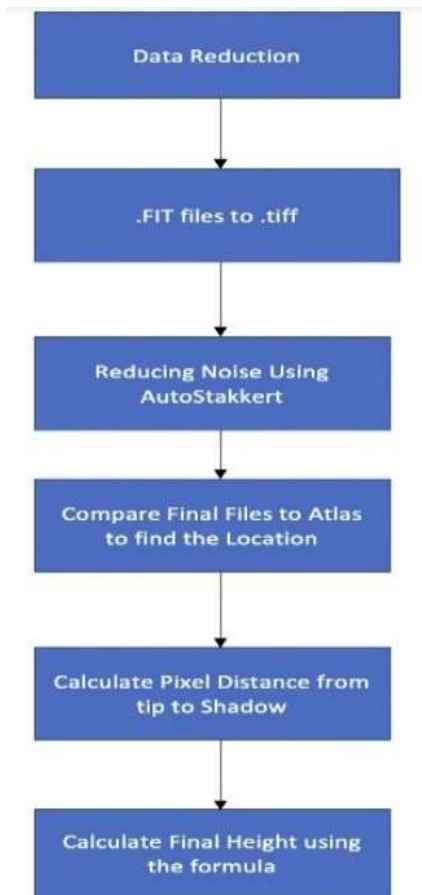 Data Reduction
.FIT files to .tiff
Reducing Noise Using
AutoStakkert
Compare Final Files to Atlas
to find the Location
Calculate Pixel Distance from
tip to Shadow
Calculate Final Height using
the formula